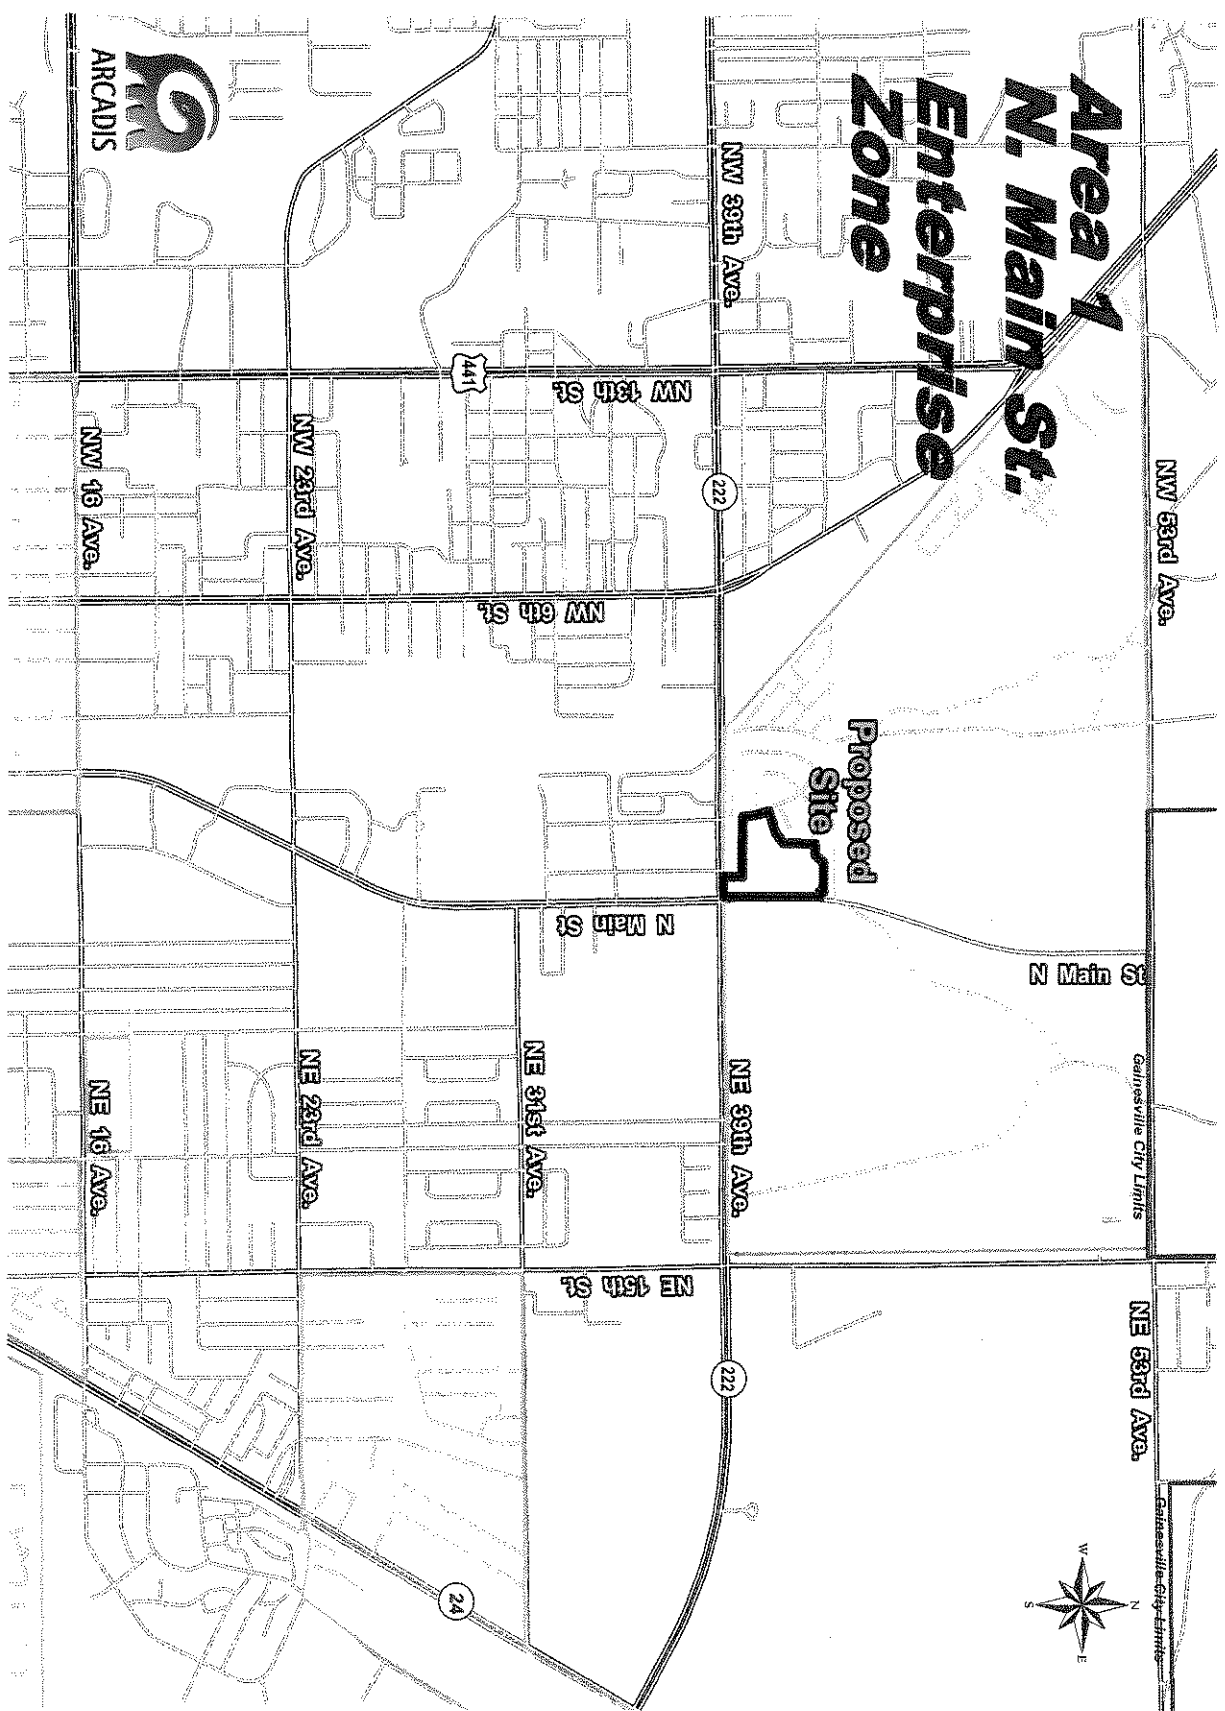 Area 1
N. Main St.
Enterprise
Zone
ARCADIS
NW 53rd Ave.
NW 39th Ave.
441
NW 13th St.
222
NW 23rd Ave.
NW 16 Ave.
NW 6th St.
Proposed
Site
N Main St
N Main
St
Gainesville City Limits
NE 53rd Ave.
NE 39th Ave.
NE 31st Ave.
NE 23rd Ave.
NE 16 Ave.
NE 15th St.
222
24
Gainesville City Limits
N
W
E
S